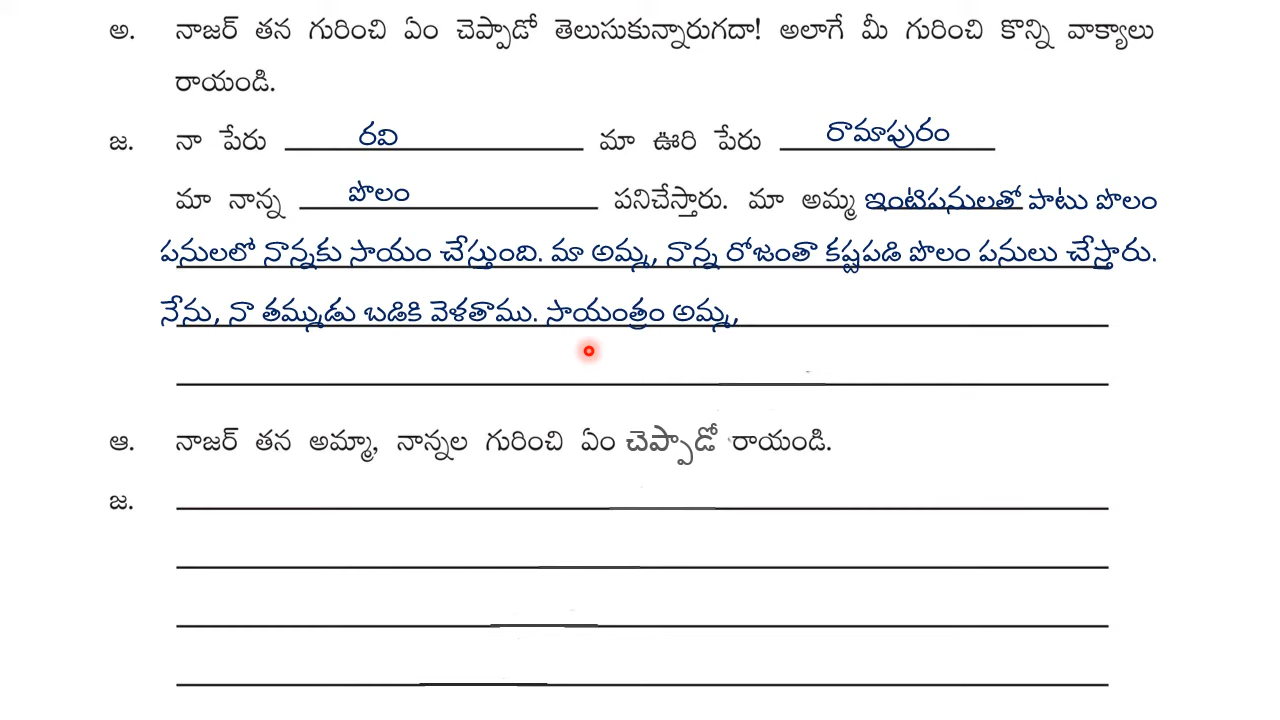 అ. నాజర్ తన గురించి ఏం చెప్పాడో తెలుసుకున్నారుగదా! అలాగే మీ గురించి కొన్ని వాక్యాలు
రాయండి.
జ. నా పేరు రవి మా ఊరి పేరు రామాపురం
మా నాన్న పొలం పనిచేస్తారు. మా అమ్మ ఇంటిపనులతో పాటు పొలం
పనులలో నాన్నకు సాయం చేస్తుంది. మా అమ్మ, నాన్న రోజంతా కష్టపడి పొలం పనులు చేస్తారు.
నేను, నా తమ్ముడు బడికి వెళతాము. సాయంత్రం అమ్మ,
ఆ. నాజర్ తన అమ్మా, నాన్నల గురించి ఏం చెప్పాడో రాయండి.
జ.